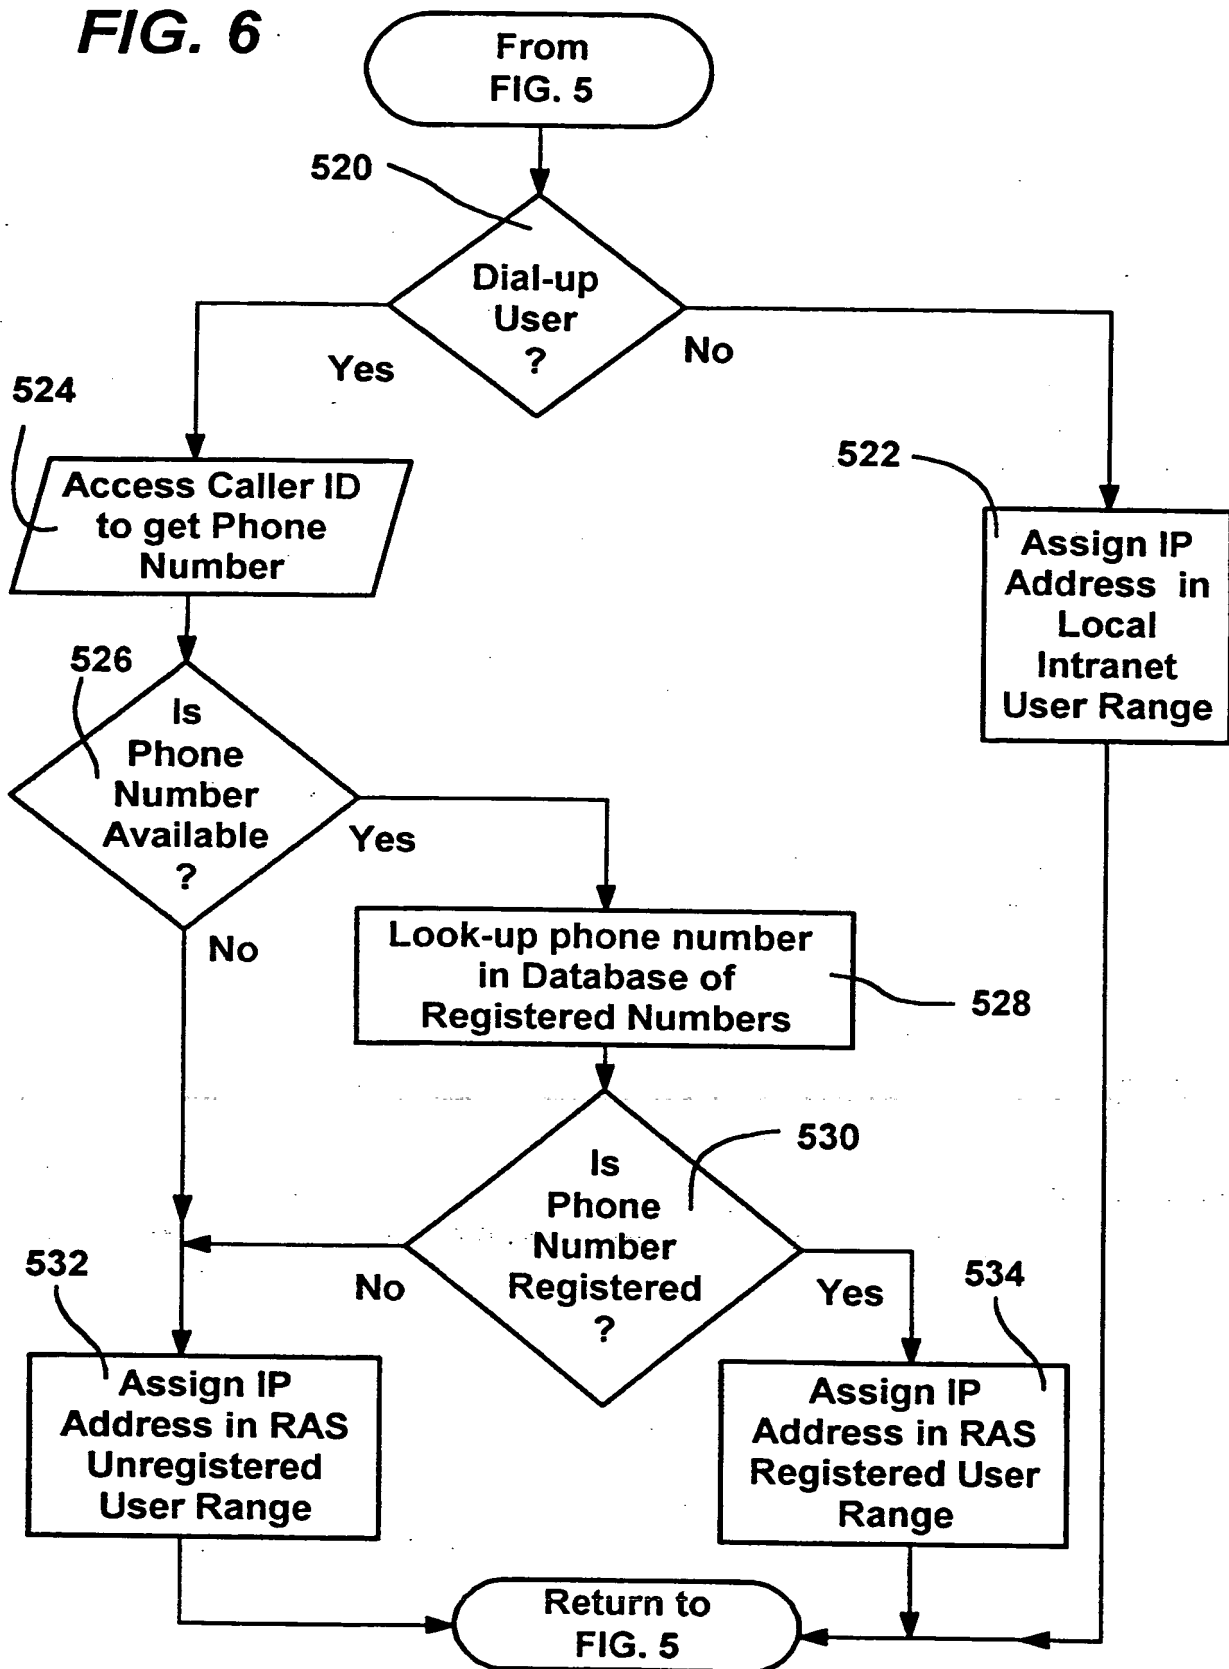 FIG. 6
From
FIG. 5
520
Dial-up
User
?
Yes
No
524
Access Caller ID
to get Phone
Number
522
Assign IP
Address in
Local
Intranet
User Range
526
Is
Phone
Number
Available
?
Yes
No
Look-up phone number
in Database of
Registered Numbers
528
530
Is
Phone
Number
Registered
?
No
Yes
532
Assign IP
Address in RAS
Unregistered
User Range
534
Assign IP
Address in RAS
Registered User
Range
Return to
FIG. 5